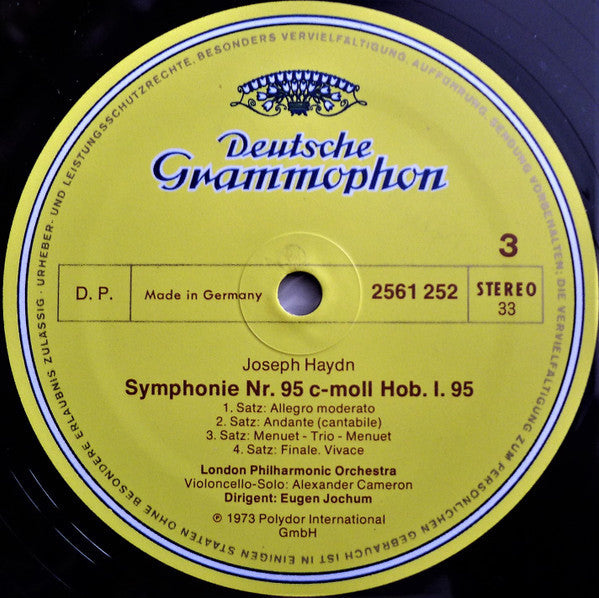 URHEBER- UND LEISTUNGSSCHUTZRECHTE, BESONDERS VERVIELFÄLTIGUNG, AUFFÜHRUNG, SENDUNG VORBEHALTEN; DIE VERVIELFÄLTIGUNG ZUM PERSÖNLICHEN GEBRAUCH IST IN EINIGEN STAATEN OHNE BESONDERE ERLAUBNIS ZULÄSSIG ·
Deutsche
Grammophon
3
D. P. Made in Germany 2561 252 STEREO
33
Joseph Haydn
Symphonie Nr. 95 c-moll Hob. I. 95
1. Satz: Allegro moderato
2. Satz: Andante (cantabile)
3. Satz: Menuet - Trio - Menuet
4. Satz: Finale. Vivace
London Philharmonic Orchestra
Violoncello-Solo: Alexander Cameron
Dirigent: Eugen Jochum
℗ 1973 Polydor International
GmbH